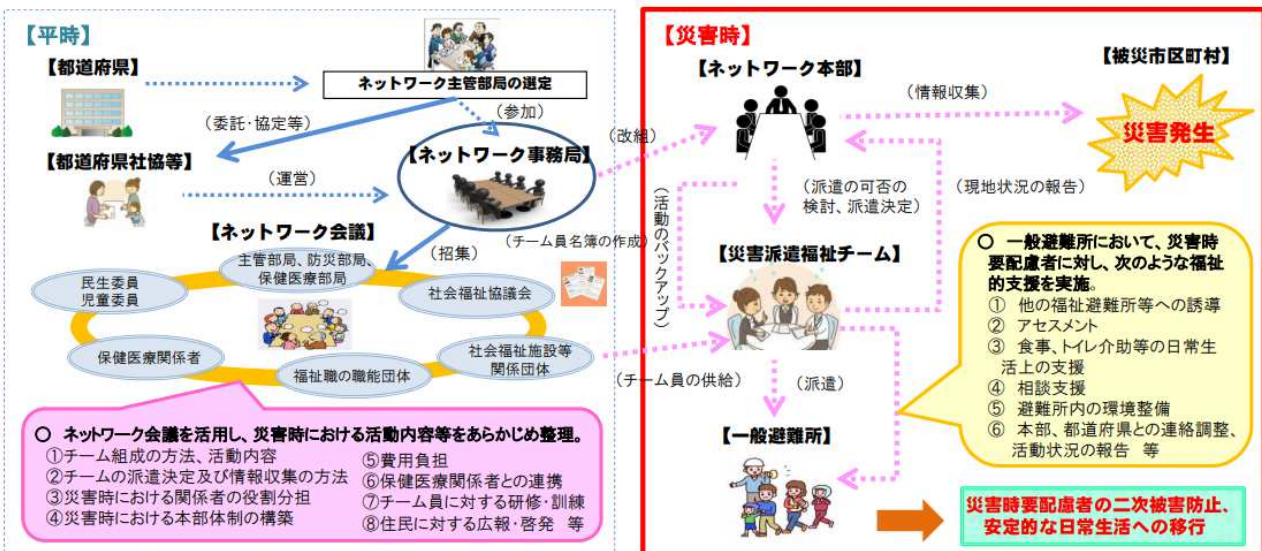 【平時】
【都道府県】
ネットワーク主管部局の選定
（委託・協定等）
（参加）
【都道府県社協等】
（運営）
【ネットワーク事務局】
【ネットワーク会議】
（招集）
（チーム員名簿の作成）
主管部局、防災部局、
保健医療部局
民生委員
児童委員
社会福祉協議会
保健医療関係者
福祉職の職能団体
社会福祉施設等
関係団体
○ ネットワーク会議を活用し、災害時における活動内容等をあらかじめ整理。
①チーム組成の方法、活動内容
②チームの派遣決定及び情報収集の方法
③災害時における関係者の役割分担
④災害時における本部体制の構築
⑤費用負担
⑥保健医療関係者との連携
⑦チーム員に対する研修・訓練
⑧住民に対する広報・啓発 等
【災害時】
【ネットワーク本部】
【被災市区町村】
（情報収集）
災害発生
（改組）
（派遣の可否の
検討、派遣決定）
（現地状況の報告）
（活動のバックアップ）
【災害派遣福祉チーム】
（チーム員の供給）
（派遣）
【一般避難所】
○ 一般避難所において、災害時
要配慮者に対し、次のような福祉
的支援を実施。
① 他の福祉避難所等への誘導
② アセスメント
③ 食事、トイレ介助等の日常生
活上の支援
④ 相談支援
⑤ 避難所内の環境整備
⑥ 本部、都道府県との連絡調整、
活動状況の報告 等
災害時要配慮者の二次被害防止、
安定的な日常生活への移行